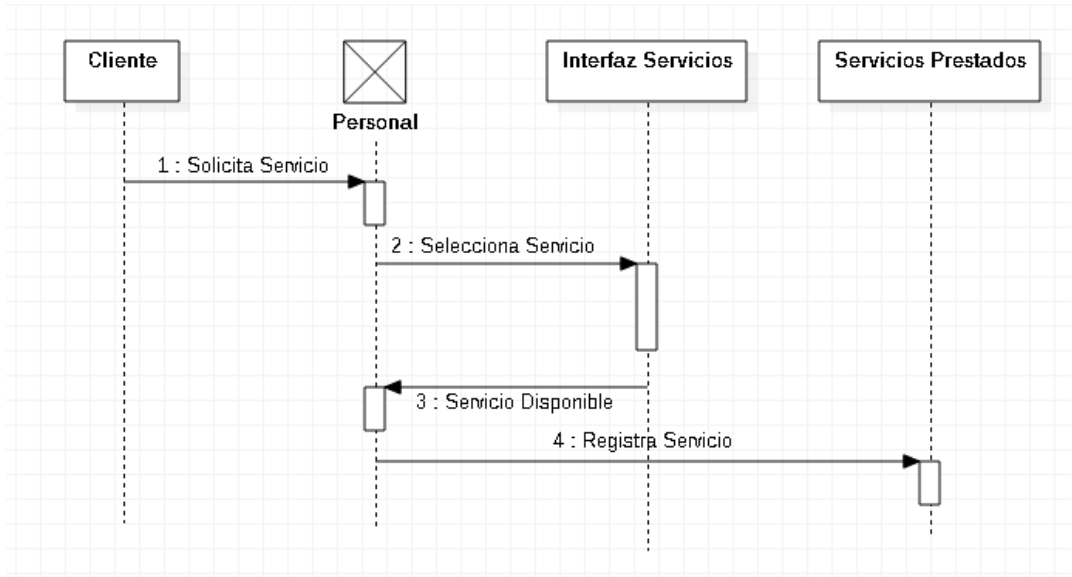 Cliente
Interfaz Servicios
Servicios Prestados
Personal
1 : Solicita Servicio
2 : Selecciona Servicio
3 : Servicio Disponible
4 : Registra Servicio